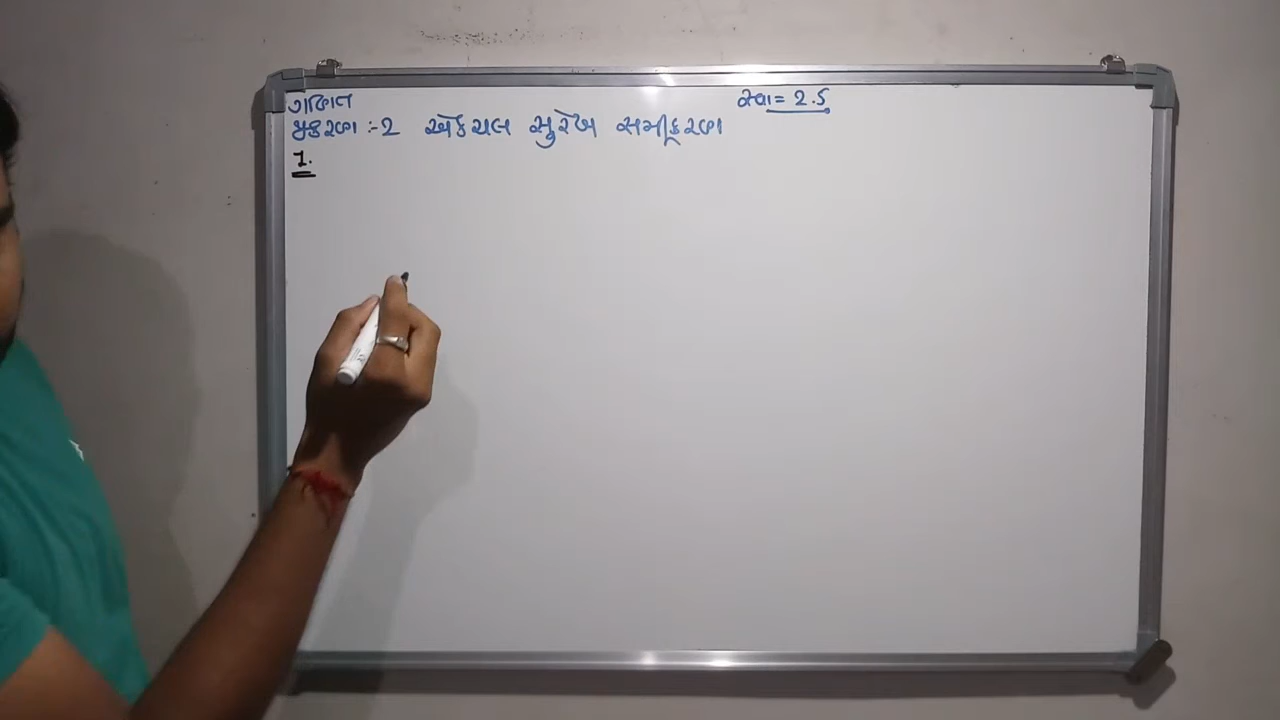 ગણિત
પ્રકરણ :- 2 એકચલ સુરેખ સમીકરણ
સ્વા = 2.5
1.